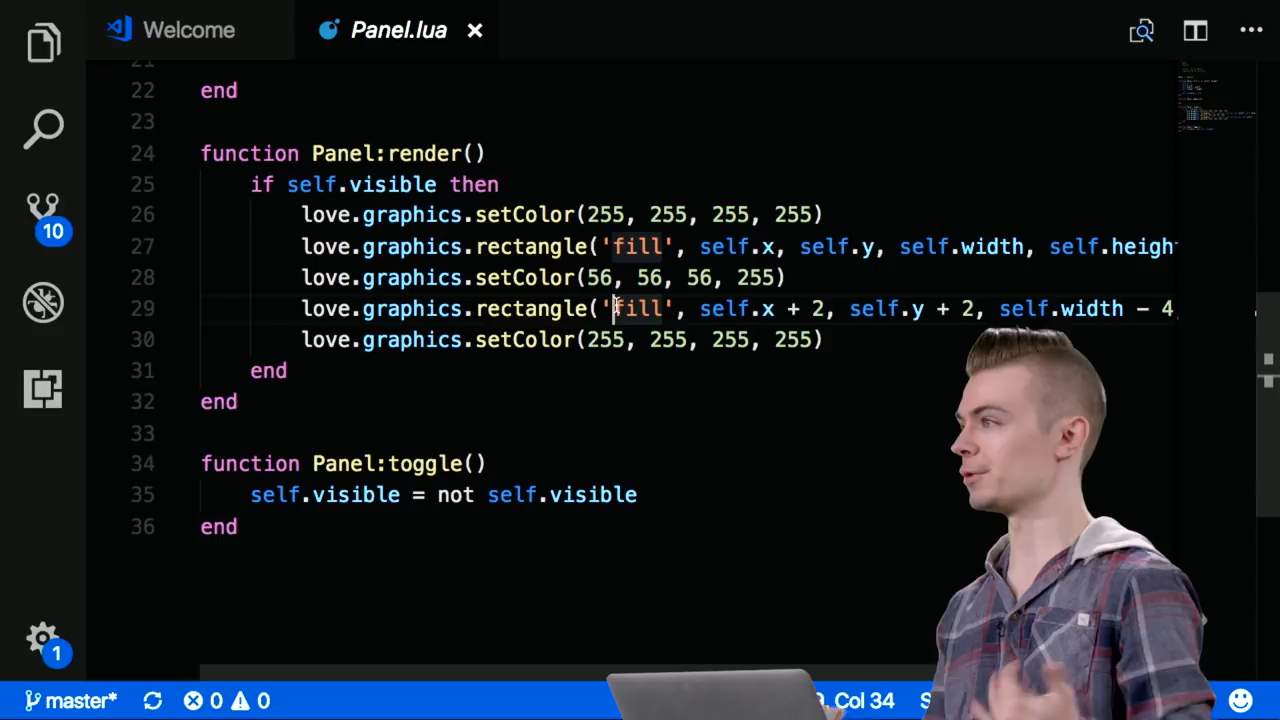 Welcome
Panel.lua
21
22 end
23
24 function Panel:render()
25 if self.visible then
26 love.graphics.setColor(255, 255, 255, 255)
27 love.graphics.rectangle('fill', self.x, self.y, self.width, self.height
28 love.graphics.setColor(56, 56, 56, 255)
29 love.graphics.rectangle('fill', self.x + 2, self.y + 2, self.width - 4
30 love.graphics.setColor(255, 255, 255, 255)
31 end
32 end
33
34 function Panel:toggle()
35 self.visible = not self.visible
36 end
10
1
master* 0 0 9, Col 34